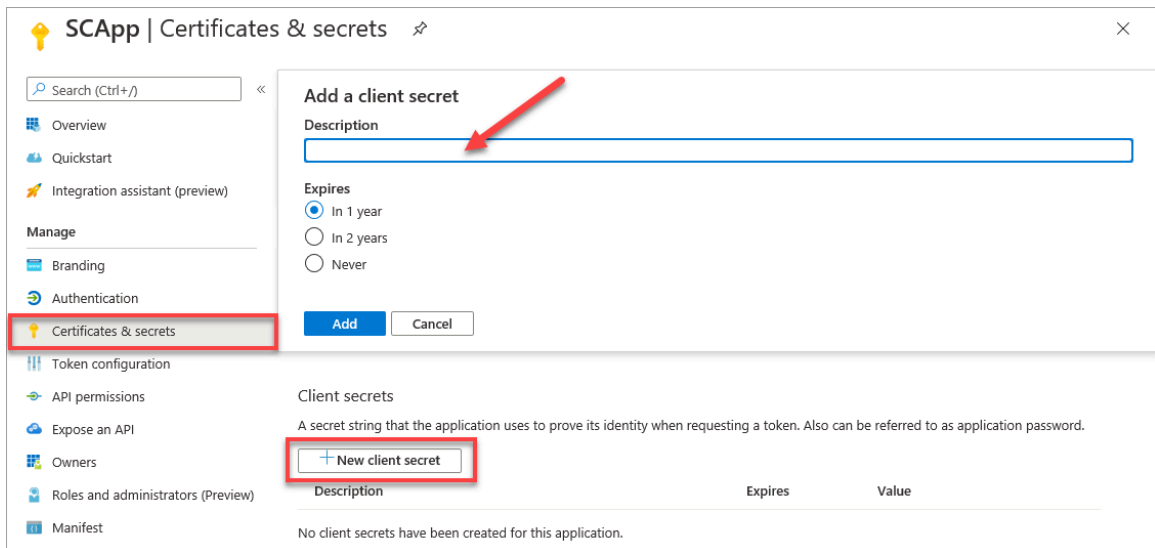 SCApp | Certificates & secrets
Search (Ctrl+/)
Overview
Quickstart
Integration assistant (preview)
Manage
Branding
Authentication
Certificates & secrets
Token configuration
API permissions
Expose an API
Owners
Roles and administrators (Preview)
Manifest
Add a client secret
Description
Expires
In 1 year
In 2 years
Never
Add Cancel
Client secrets
A secret string that the application uses to prove its identity when requesting a token. Also can be referred to as application password.
New client secret
Description Expires Value
No client secrets have been created for this application.